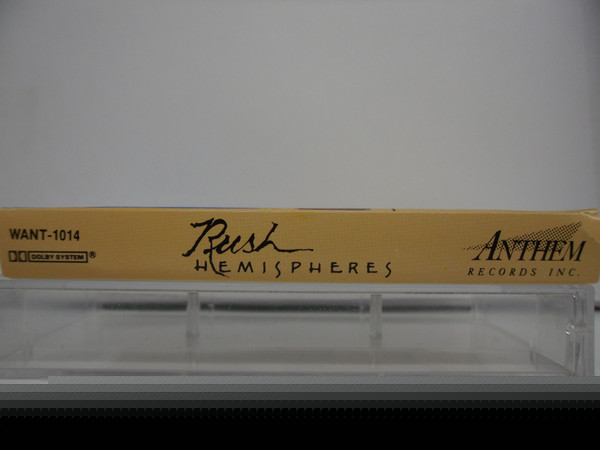 WANT-1014
DOLBY SYSTEM®
Rush
HEMISPHERES
ANTHEM
RECORDS INC.